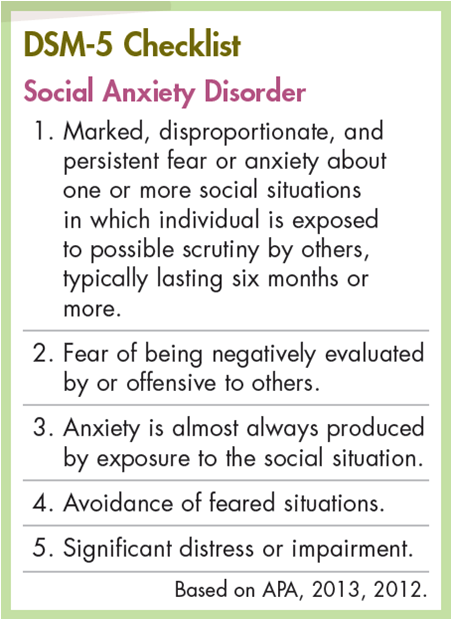 DSM-5 Checklist
Social Anxiety Disorder
1. Marked, disproportionate, and
persistent fear or anxiety about
one or more social situations
in which individual is exposed
to possible scrutiny by others,
typically lasting six months or
more.
2. Fear of being negatively evaluated
by or offensive to others.
3. Anxiety is almost always produced
by exposure to the social situation.
4. Avoidance of feared situations.
5. Significant distress or impairment.
Based on APA, 2013, 2012.